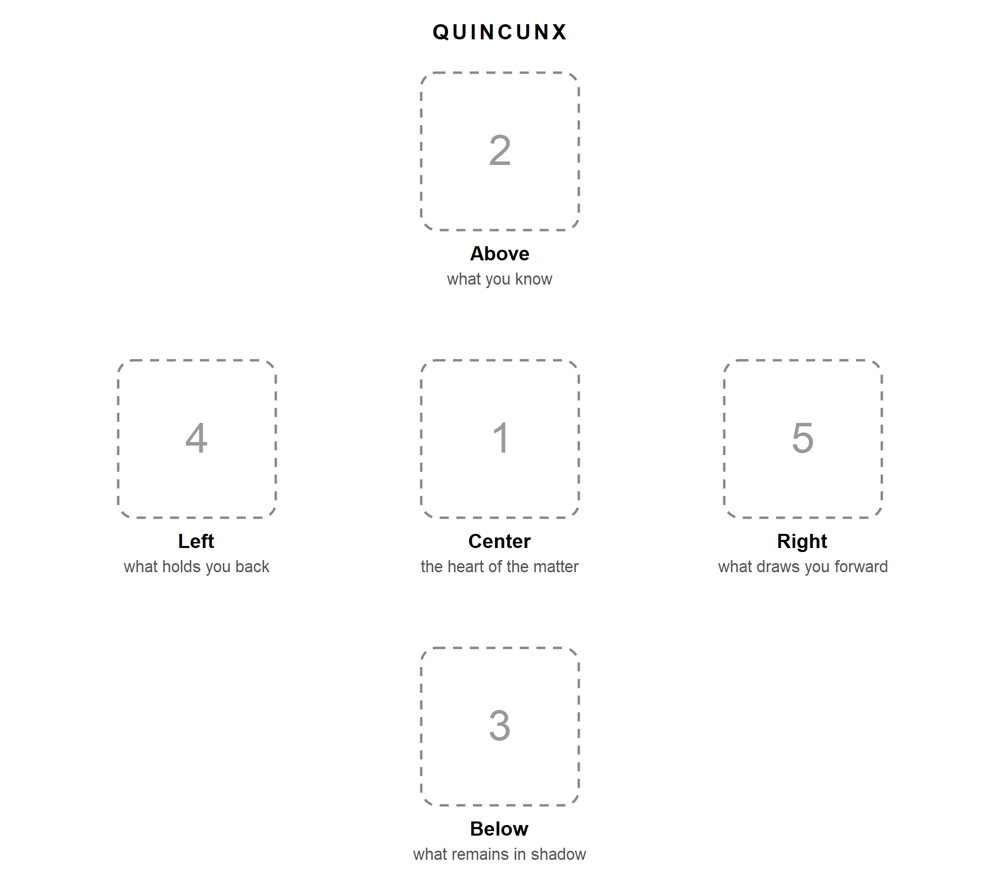 QUINCUNX
2
Above
what you know
4
Left
what holds you back
1
Center
the heart of the matter
5
Right
what draws you forward
3
Below
what remains in shadow